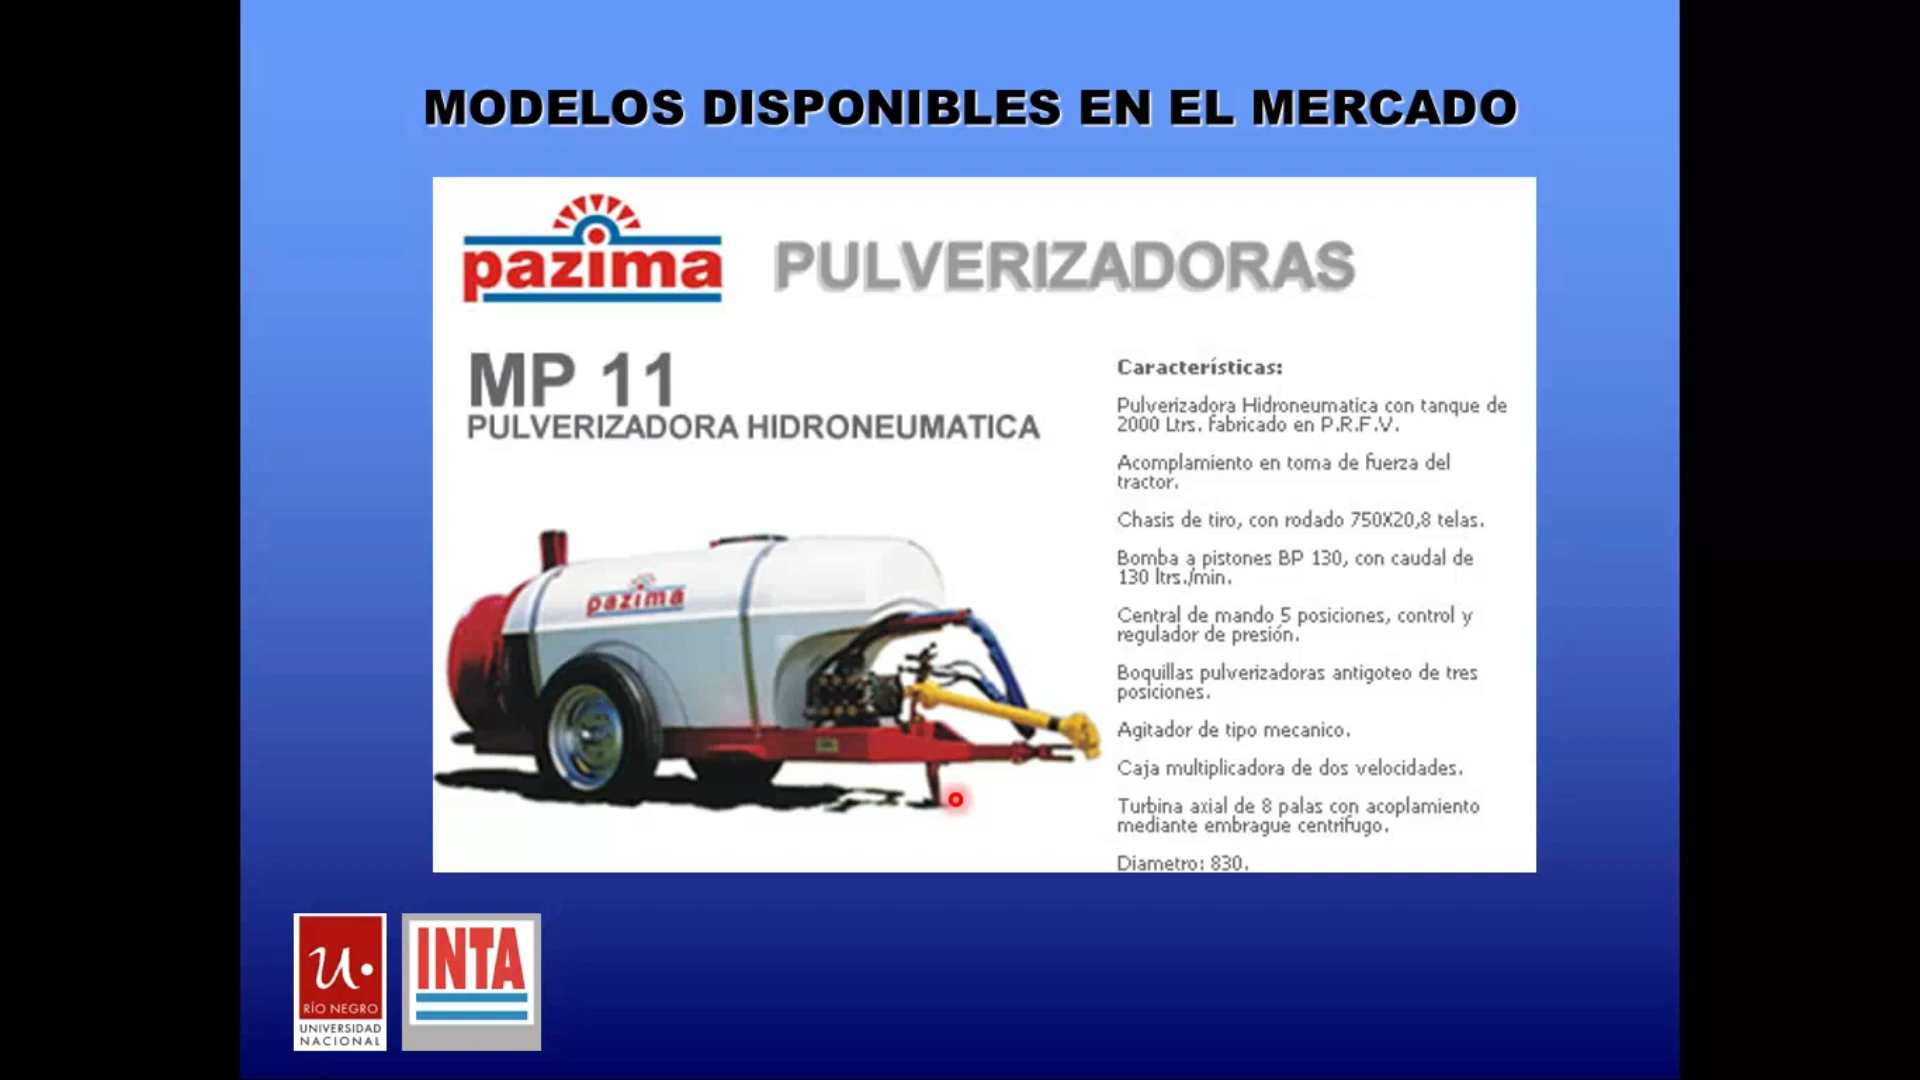 MODELOS DISPONIBLES EN EL MERCADO
pazima
PULVERIZADORAS
MP 11
PULVERIZADORA HIDRONEUMATICA
pazima
Características:
Pulverizadora Hidroneumatica con tanque de
2000 Ltrs. fabricado en P.R.F.V.
Acomplamiento en toma de fuerza del
tractor.
Chasis de tiro, con rodado 750X20,8 telas.
Bomba a pistones BP 130, con caudal de
130 ltrs./min.
Central de mando 5 posiciones, control y
regulador de presión.
Boquillas pulverizadoras antigoteo de tres
posiciones.
Agitador de tipo mecanico.
Caja multiplicadora de dos velocidades.
Turbina axial de 8 palas con acoplamiento
mediante embrague centrifugo.
Diametro: 830.
u.
RÍO NEGRO
UNIVERSIDAD
NACIONAL
INTA